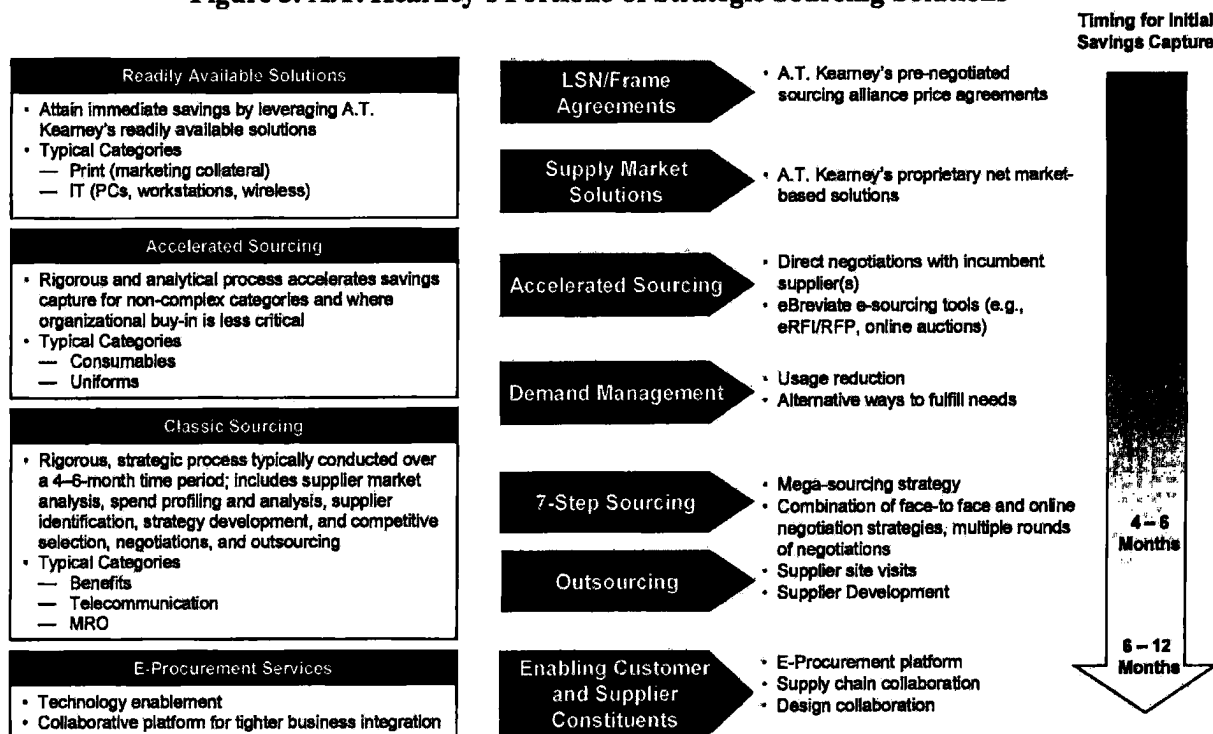 Figure 3: A.T. Kearney's Portfolio of Strategic Sourcing Solutions
Timing for Initial
Savings Capture
Readily Available Solutions
• Attain immediate savings by leveraging A.T.
Kearney's readily available solutions
• Typical Categories
— Print (marketing collateral)
— IT (PCs, workstations, wireless)
Accelerated Sourcing
• Rigorous and analytical process accelerates savings
capture for non-complex categories and where
organizational buy-in is less critical
• Typical Categories
— Consumables
— Uniforms
Classic Sourcing
• Rigorous, strategic process typically conducted over
a 4–6-month time period; includes supplier market
analysis, spend profiling and analysis, supplier
identification, strategy development, and competitive
selection, negotiations, and outsourcing
• Typical Categories
— Benefits
— Telecommunication
— MRO
E-Procurement Services
• Technology enablement
• Collaborative platform for tighter business integration
LSN/Frame
Agreements
• A.T. Kearney's pre-negotiated
sourcing alliance price agreements
Supply Market
Solutions
• A.T. Kearney's proprietary net market-
based solutions
Accelerated Sourcing
• Direct negotiations with incumbent
supplier(s)
• eBreviate e-sourcing tools (e.g.,
eRFI/RFP, online auctions)
Demand Management
• Usage reduction
• Alternative ways to fulfill needs
7-Step Sourcing
• Mega-sourcing strategy
• Combination of face-to face and online
negotiation strategies, multiple rounds
of negotiations
Outsourcing
• Supplier site visits
• Supplier Development
Enabling Customer
and Supplier
Constituents
• E-Procurement platform
• Supply chain collaboration
• Design collaboration
4 – 6
Months
6 – 12
Months